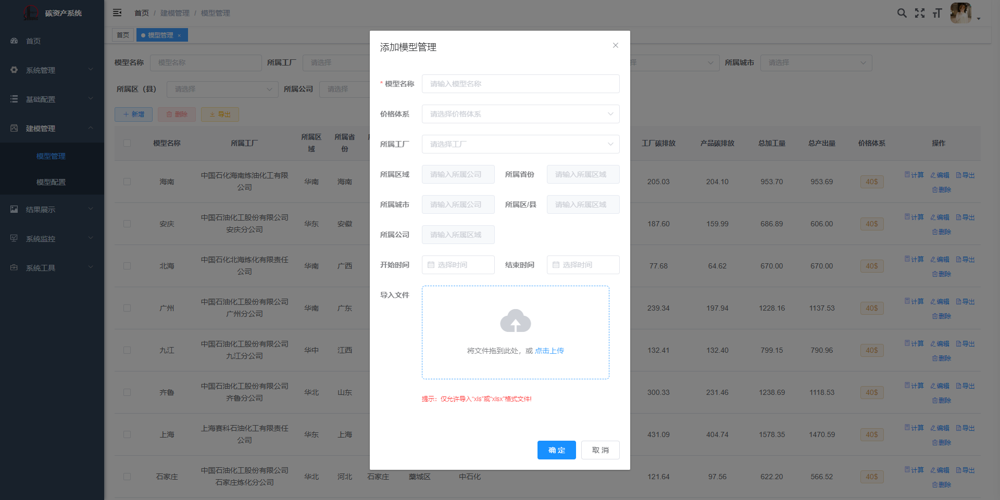 碳资产系统
首页 / 建模管理 / 模型管理
首页
系统管理
基础配置
建模管理
模型管理
模型配置
结果展示
系统监控
系统工具
首页
模型管理 ×
模型名称 模型名称 所属工厂 请选择 择 所属城市 请选择
所属区（县） 请选择 所属公司 请选择
+ 新增 删除 导出
模型名称 所属工厂 所属区域 所属省份 工厂碳排放 产品碳排放 总加工量 总产出量 价格体系 操作
海南 中国石化海南炼油化工有限公司 华南 海南 205.03 204.10 953.70 953.69 40$ 计算 编辑 导出 删除
安庆 中国石油化工股份有限公司安庆分公司 华东 安徽 187.60 159.99 686.89 606.00 40$ 计算 编辑 导出 删除
北海 中国石化北海炼化有限责任公司 华南 广西 77.68 64.62 670.00 670.00 40$ 计算 编辑 导出 删除
广州 中国石油化工股份有限公司广州分公司 华南 广东 239.34 197.94 1228.16 1137.53 40$ 计算 编辑 导出 删除
九江 中国石油化工股份有限公司九江分公司 华中 江西 132.41 132.40 799.15 790.96 40$ 计算 编辑 导出 删除
齐鲁 中国石油化工股份有限公司齐鲁分公司 华北 山东 300.33 231.46 1238.69 1118.53 40$ 计算 编辑 导出 删除
上海 上海赛科石油化工有限责任公司 华东 上海 431.09 404.74 1578.35 1470.59 40$ 计算 编辑 导出 删除
石家庄 中国石油化工股份有限公司石家庄炼化分公司 华北 河北 石家庄 藁城区 中石化 121.64 97.56 622.20 566.52 40$ 计算 编辑 导出 删除
添加模型管理
* 模型名称 请输入模型名称
价格体系 请选择价格体系
所属工厂 请选择工厂
所属区域 请输入所属公司 所属省份 请输入所属区域
所属城市 请输入所属公司 所属区/县 请输入所属区域
所属公司 请输入所属区域
开始时间 选择时间 结束时间 选择时间
导入文件
将文件拖到此处，或 点击上传
提示：仅允许导入“xls”或“xlsx”格式文件!
确 定 取 消